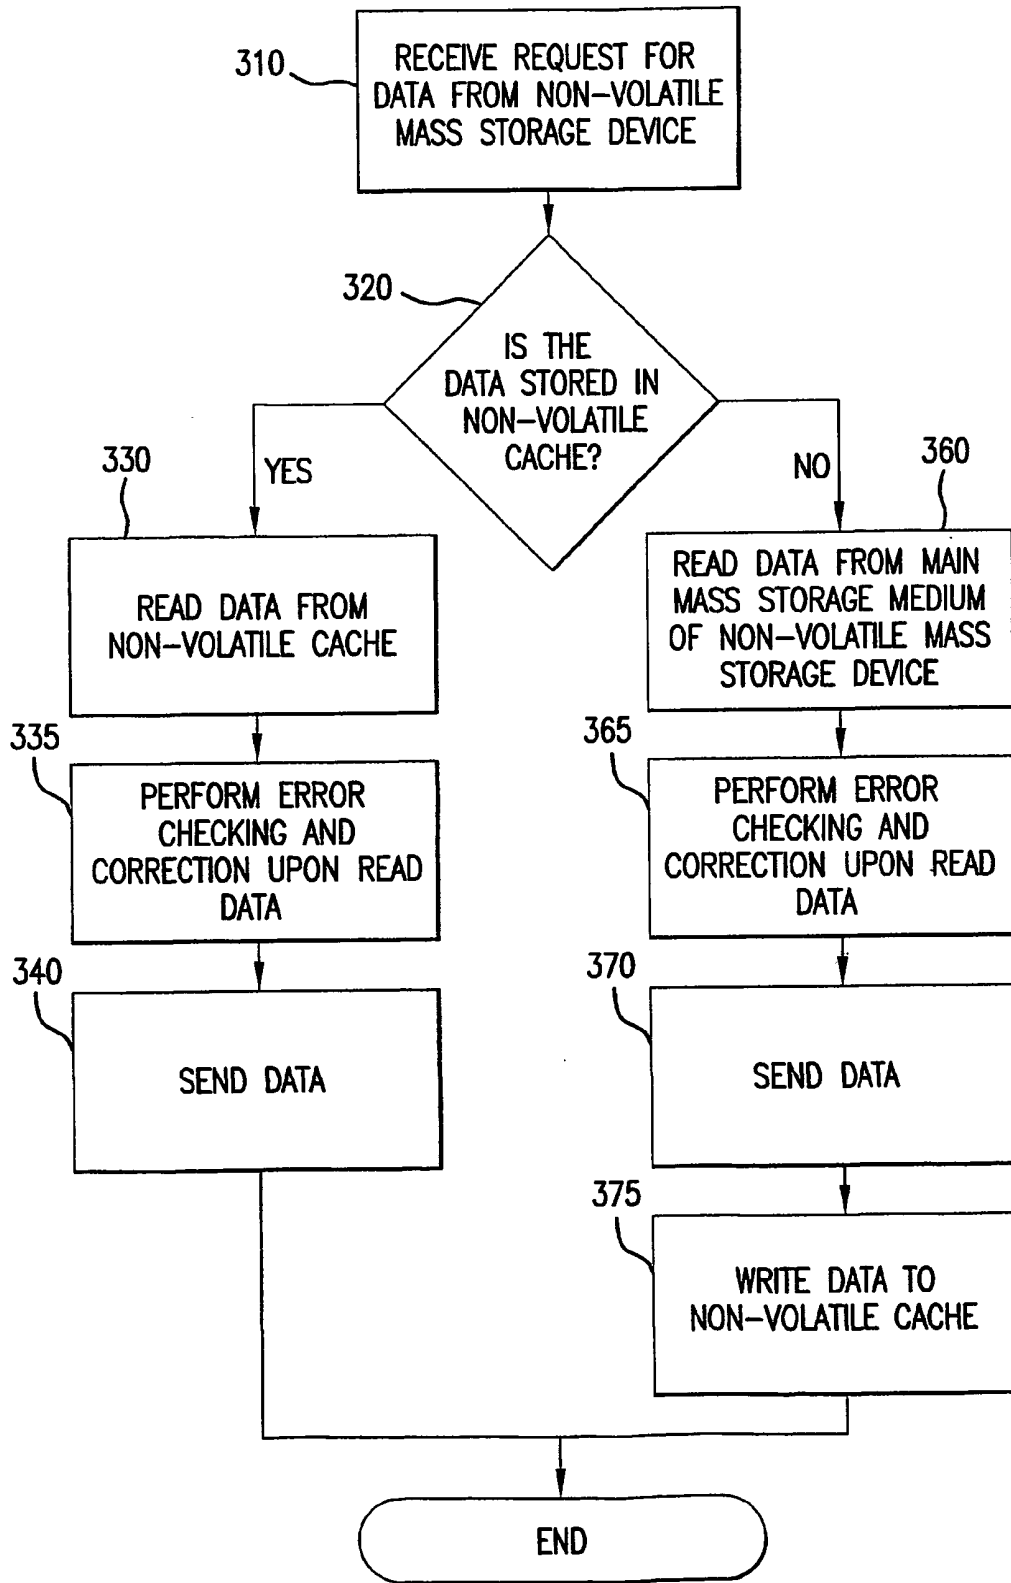 310
RECEIVE REQUEST FOR
DATA FROM NON-VOLATILE
MASS STORAGE DEVICE
320
IS THE
DATA STORED IN
NON-VOLATILE
CACHE?
YES
NO
330
READ DATA FROM
NON-VOLATILE CACHE
360
READ DATA FROM MAIN
MASS STORAGE MEDIUM
OF NON-VOLATILE MASS
STORAGE DEVICE
335
PERFORM ERROR
CHECKING AND
CORRECTION UPON READ
DATA
365
PERFORM ERROR
CHECKING AND
CORRECTION UPON READ
DATA
340
SEND DATA
370
SEND DATA
375
WRITE DATA TO
NON-VOLATILE CACHE
END